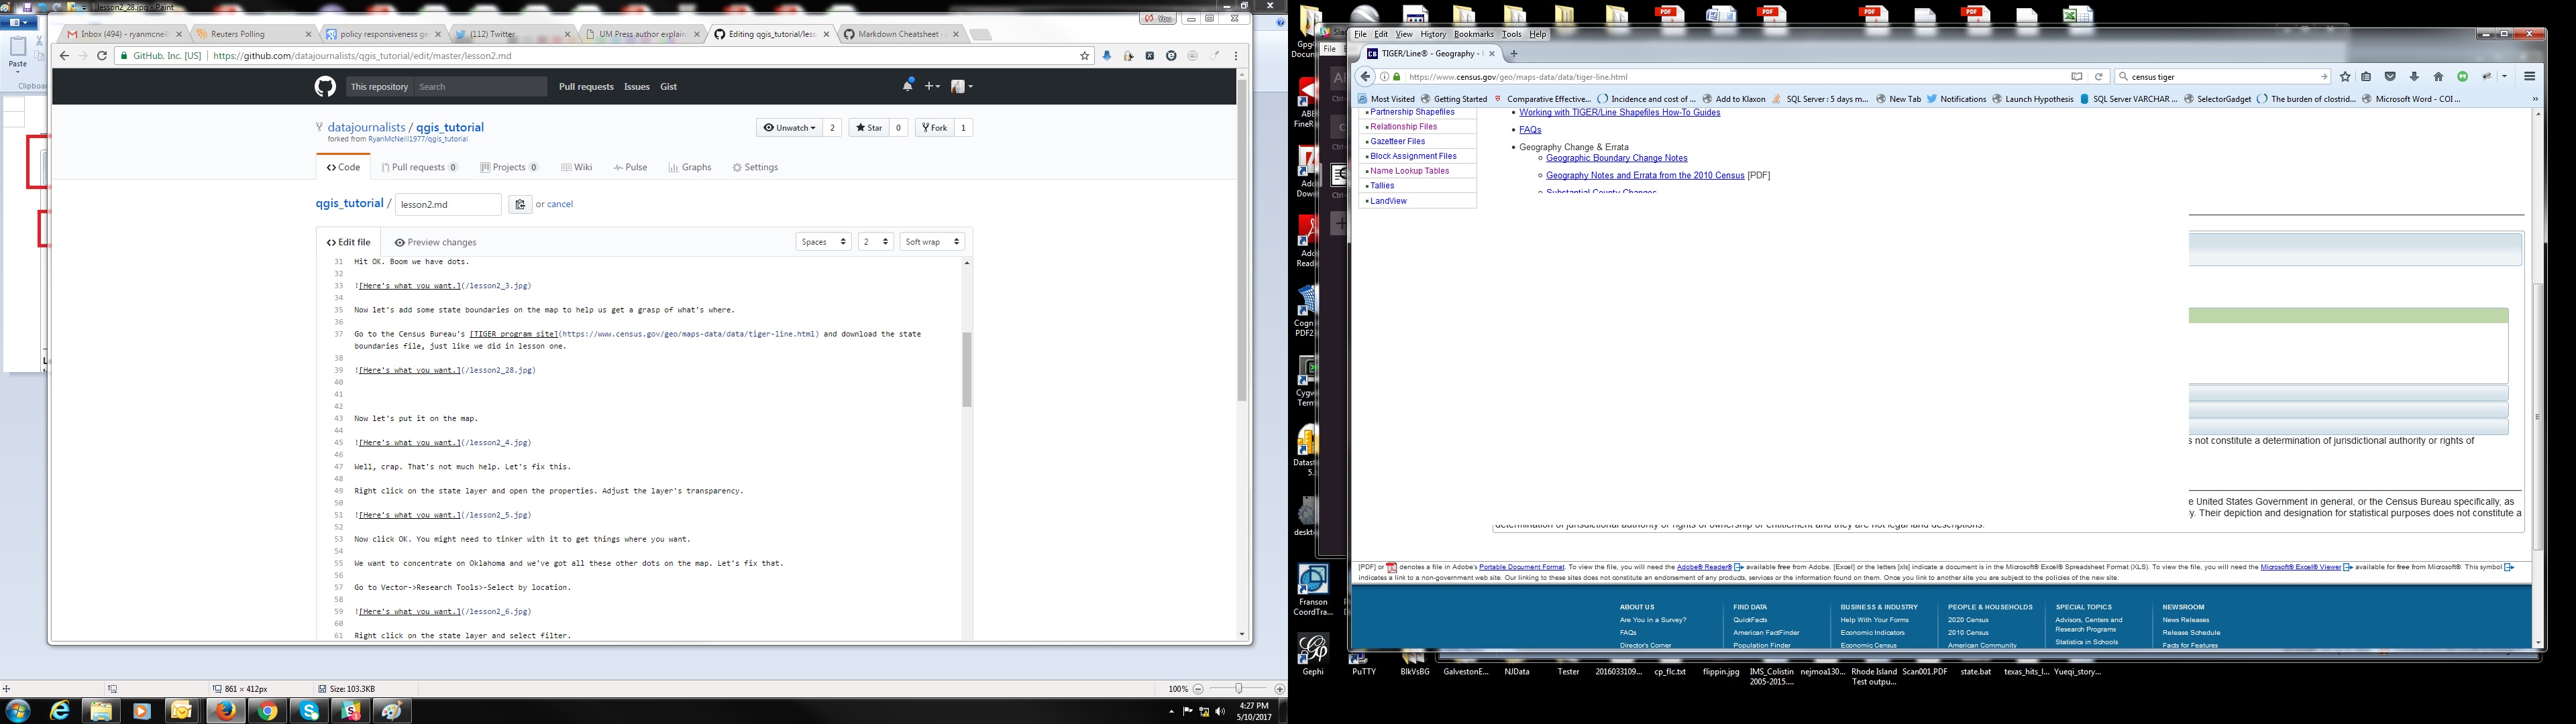 lesson2_28.jpg - Paint
Paste
Clipboar
Inbox (494) - ryanmcneil
Reuters Polling
policy responsiveness ge
(112) Twitter
UM Press author explain
Editing qgis_tutorial/less
Markdown Cheatsheet
You
GitHub, Inc. [US]
https://github.com/datajournalists/qgis_tutorial/edit/master/lesson2.md
This repository
Search
Pull requests
Issues
Gist
datajournalists / qgis_tutorial
forked from RyanMcNeill1977/qgis_tutorial
Unwatch
2
Star
0
Fork
1
Code
Pull requests 0
Projects 0
Wiki
Pulse
Graphs
Settings
qgis_tutorial /
lesson2.md
or cancel
Edit file
Preview changes
Spaces
2
Soft wrap
31 Hit OK. Boom we have dots.
32
33 ![Here's what you want.](/lesson2_3.jpg)
34
35 Now let's add some state boundaries on the map to help us get a grasp of what's where.
36
37 Go to the Census Bureau's [TIGER program site](https://www.census.gov/geo/maps-data/data/tiger-line.html) and download the state
boundaries file, just like we did in lesson one.
38
39 ![Here's what you want.](/lesson2_28.jpg)
40
41
42
43 Now let's put it on the map.
44
45 ![Here's what you want.](/lesson2_4.jpg)
46
47 Well, crap. That's not much help. Let's fix this.
48
49 Right click on the state layer and open the properties. Adjust the layer's transparency.
50
51 ![Here's what you want.](/lesson2_5.jpg)
52
53 Now click OK. You might need to tinker with it to get things where you want.
54
55 We want to concentrate on Oklahoma and we've got all these other dots on the map. Let's fix that.
56
57 Go to Vector->Research Tools>-Select by location.
58
59 ![Here's what you want.](/lesson2_6.jpg)
60
61 Right click on the state layer and select filter.
861 × 412px
Size: 103.3KB
100%
4:27 PM
5/10/2017
File Edit View History Bookmarks Tools Help
TIGER/Line® - Geography -
https://www.census.gov/geo/maps-data/data/tiger-line.html
census tiger
Most Visited
Getting Started
Comparative Effective...
Incidence and cost of ...
Add to Klaxon
SQL Server : 5 days m...
New Tab
Notifications
Launch Hypothesis
SQL Server VARCHAR ...
SelectorGadget
The burden of clostrid...
Microsoft Word - COI ...
Partnership Shapefiles
Relationship Files
Gazetteer Files
Block Assignment Files
Name Lookup Tables
Tallies
LandView
Working with TIGER/Line Shapefiles How-To Guides
FAQs
Geography Change & Errata
Geographic Boundary Change Notes
Geography Notes and Errata from the 2010 Census [PDF]
Substantial County Changes
s not constitute a determination of jurisdictional authority or rights of
e United States Government in general, or the Census Bureau specifically, as
y. Their depiction and designation for statistical purposes does not constitute a
determination of jurisdictional authority or rights of ownership or entitlement and they are not legal land descriptions.
[PDF] or denotes a file in Adobe's Portable Document Format. To view the file, you will need the Adobe® Reader® available free from Adobe. [Excel] or the letters [xls] indicate a document is in the Microsoft® Excel® Spreadsheet Format (XLS). To view the file, you will need the Microsoft® Excel® Viewer available for free from Microsoft®. This symbol
indicates a link to a non-government web site. Our linking to these sites does not constitute an endorsement of any products, services or the information found on them. Once you link to another site you are subject to the policies of the new site.
ABOUT US
Are You in a Survey?
FAQs
Director's Corner
FIND DATA
QuickFacts
American FactFinder
Population Finder
BUSINESS & INDUSTRY
Help With Your Forms
Economic Indicators
Economic Census
PEOPLE & HOUSEHOLDS
2020 Census
2010 Census
American Community
SPECIAL TOPICS
Advisors, Centers and
Research Programs
Statistics in Schools
NEWSROOM
News Releases
Release Schedule
Facts for Features
Franson
CoordTra...
Gephi
PuTTY
BlkVsBG
GalvestonE...
NJData
Tester
2016033109...
cp_flc.txt
flippin.jpg
IMS_Colistin
2005-2015....
nejmoa130...
Rhode Island
Test outpu...
Scan001.PDF
state.bat
texas_hits_l...
Yueqi_story...